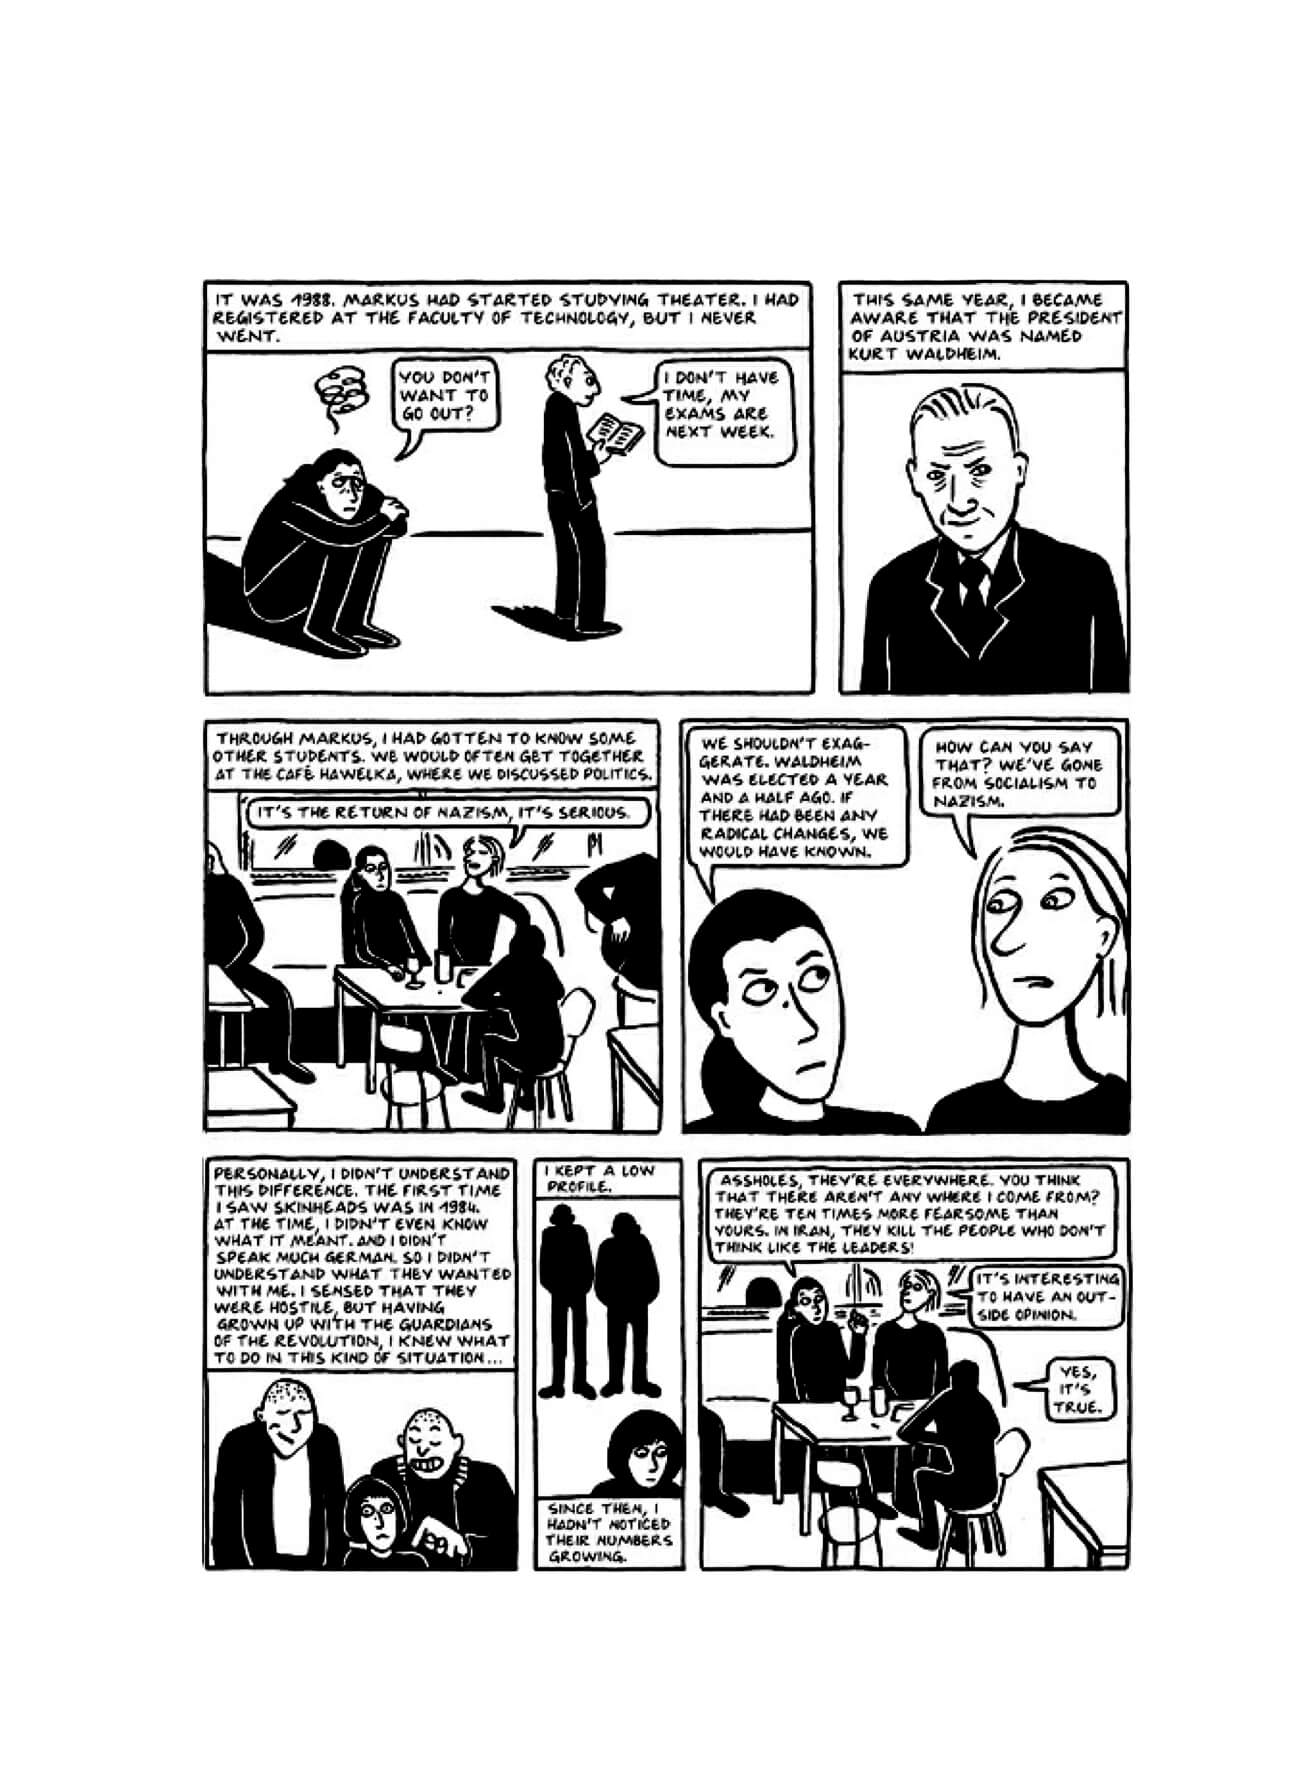 IT WAS 1988. MARKUS HAD STARTED STUDYING THEATER. I HAD
REGISTERED AT THE FACULTY OF TECHNOLOGY, BUT I NEVER
WENT.
YOU DON'T
WANT TO
GO OUT?
I DON'T HAVE
TIME, MY
EXAMS ARE
NEXT WEEK.
THIS SAME YEAR, I BECAME
AWARE THAT THE PRESIDENT
OF AUSTRIA WAS NAMED
KURT WALDHEIM.
THROUGH MARKUS, I HAD GOTTEN TO KNOW SOME
OTHER STUDENTS. WE WOULD OFTEN GET TOGETHER
AT THE CAFÉ HAWELKA, WHERE WE DISCUSSED POLITICS.
IT'S THE RETURN OF NAZISM, IT'S SERIOUS.
WE SHOULDN'T EXAG-
GERATE. WALDHEIM
WAS ELECTED A YEAR
AND A HALF AGO. IF
THERE HAD BEEN ANY
RADICAL CHANGES, WE
WOULD HAVE KNOWN.
HOW CAN YOU SAY
THAT? WE'VE GONE
FROM SOCIALISM TO
NAZISM.
PERSONALLY, I DIDN'T UNDERSTAND
THIS DIFFERENCE. THE FIRST TIME
I SAW SKINHEADS WAS IN 1984.
AT THE TIME, I DIDN'T EVEN KNOW
WHAT IT MEANT. AND I DIDN'T
SPEAK MUCH GERMAN. SO I DIDN'T
UNDERSTAND WHAT THEY WANTED
WITH ME. I SENSED THAT THEY
WERE HOSTILE, BUT HAVING
GROWN UP WITH THE GUARDIANS
OF THE REVOLUTION, I KNEW WHAT
TO DO IN THIS KIND OF SITUATION...
I KEPT A LOW
PROFILE.
SINCE THEN, I
HADN'T NOTICED
THEIR NUMBERS
GROWING.
ASSHOLES, THEY'RE EVERYWHERE. YOU THINK
THAT THERE AREN'T ANY WHERE I COME FROM?
THEY'RE TEN TIMES MORE FEARSOME THAN
YOURS. IN IRAN, THEY KILL THE PEOPLE WHO DON'T
THINK LIKE THE LEADERS!
IT'S INTERESTING
TO HAVE AN OUT-
SIDE OPINION.
YES,
IT'S
TRUE.